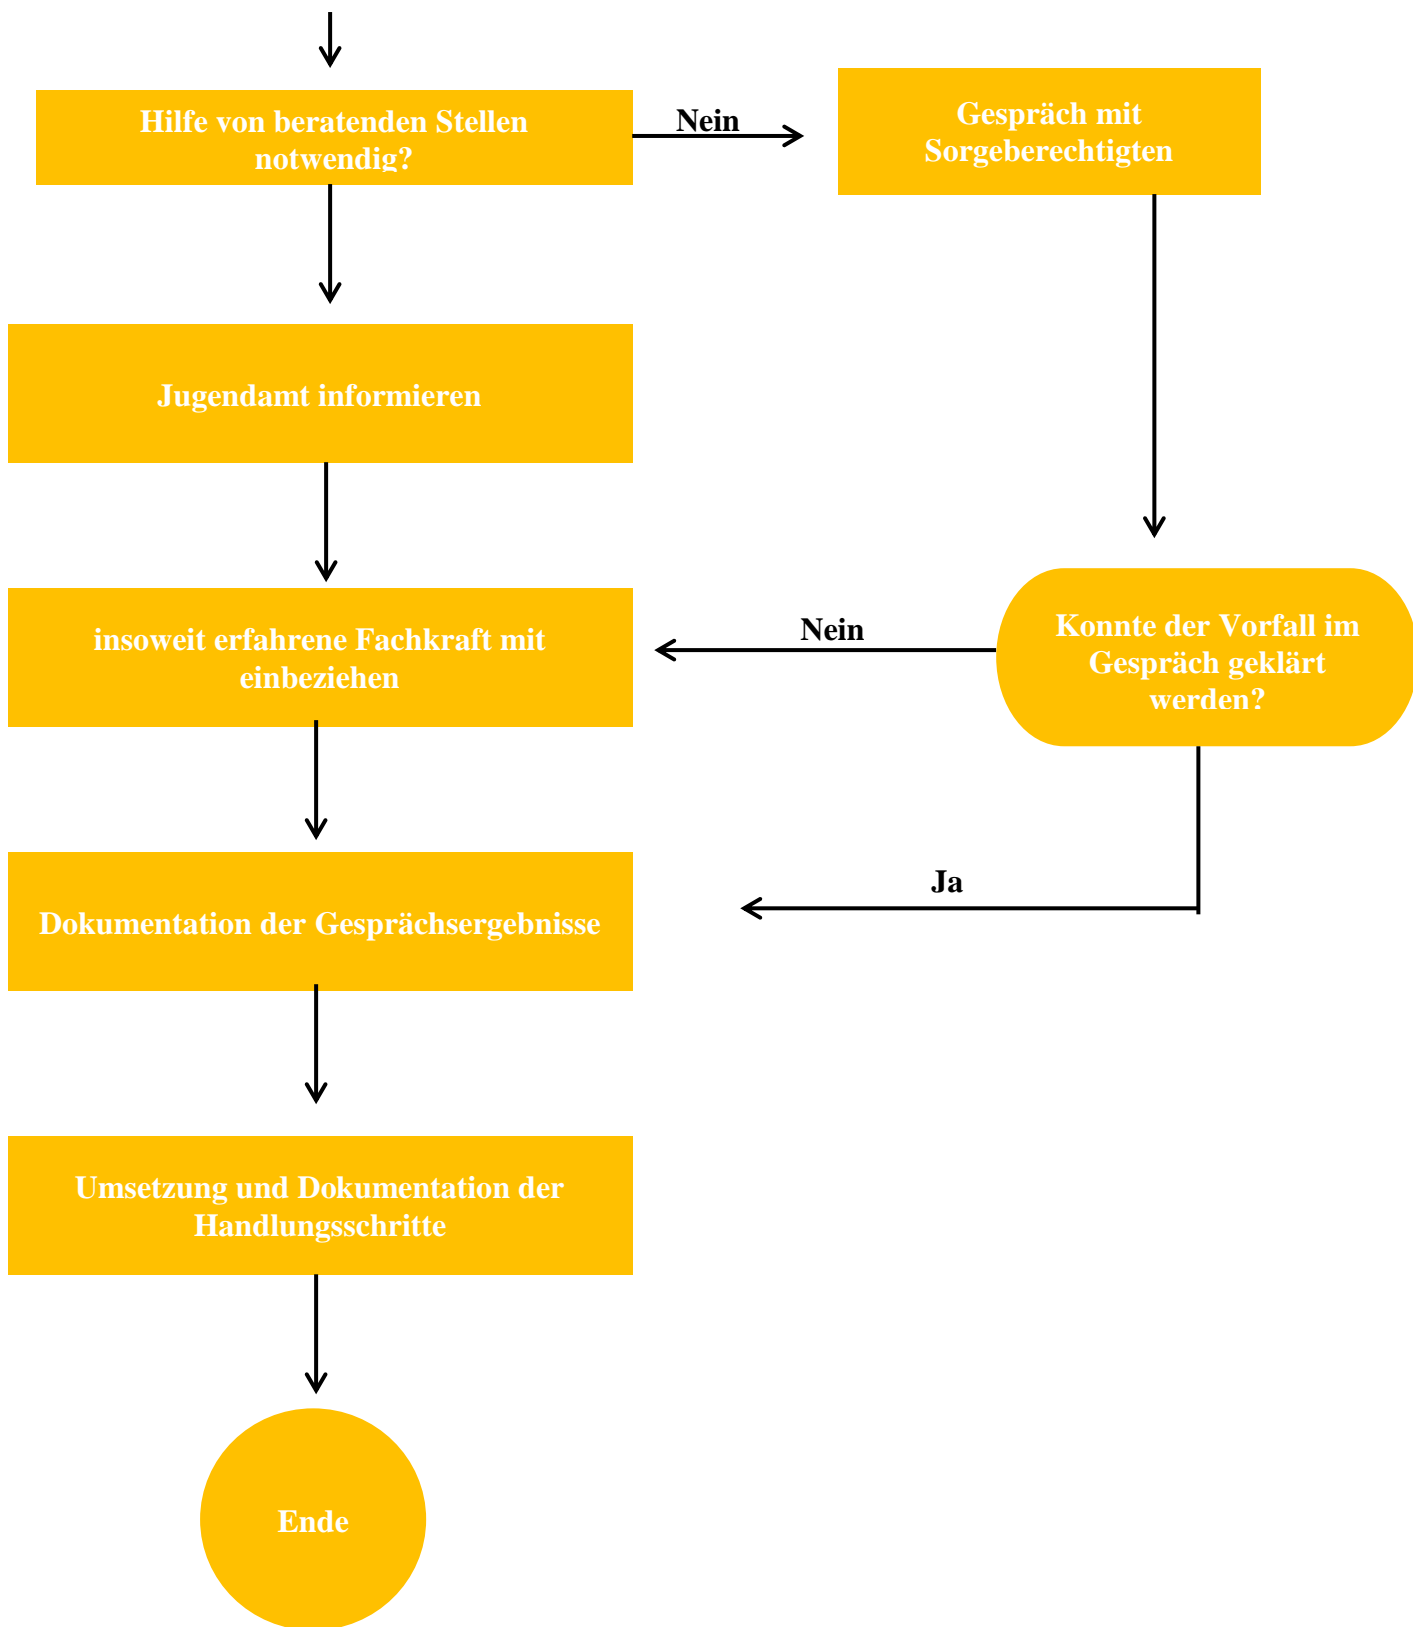 Hilfe von beratenden Stellen
notwendig?
Nein
Gespräch mit
Sorgeberechtigten
Jugendamt informieren
insoweit erfahrene Fachkraft mit
einbeziehen
Nein
Konnte der Vorfall im
Gespräch geklärt
werden?
Ja
Dokumentation der Gesprächsergebnisse
Umsetzung und Dokumentation der
Handlungsschritte
Ende